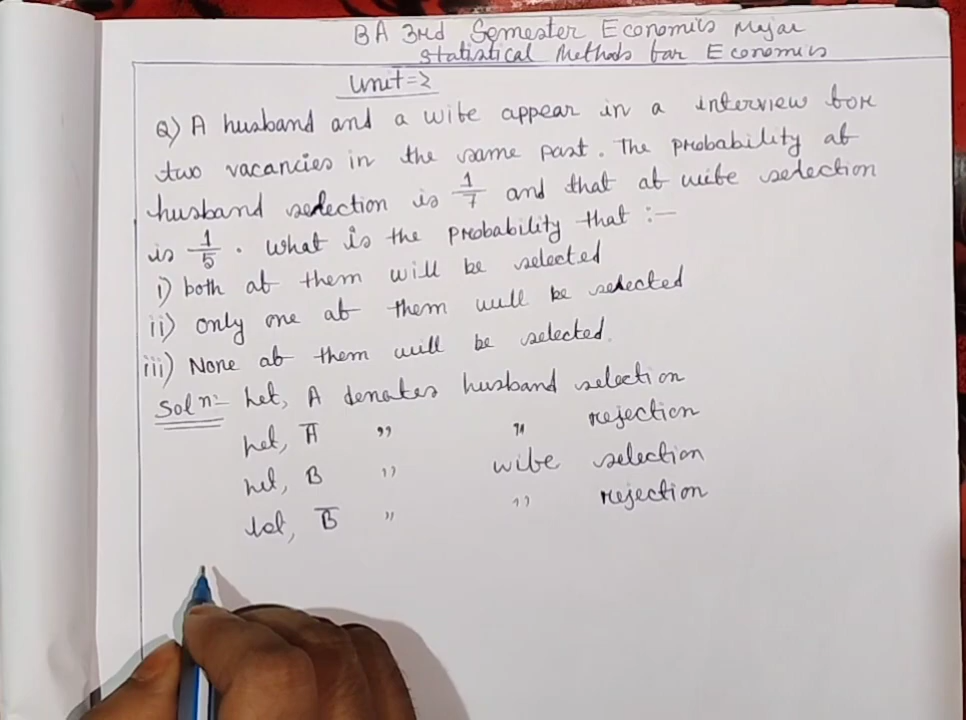 BA 3rd Semester Economics Major
Statistical Methods for Economics
Unit=2
Q) A husband and a wife appear in a interview for
two vacancies in the same post. The probability of
husband selection is 1/7 and that of wife selection
is 1/5. What is the probability that :—
i) both of them will be selected
ii) only one of them will be selected
iii) None of them will be selected.
Soln:- Let, A denotes husband selection
Let, A̅ ,, ,, rejection
Let, B ,, wife selection
Let, B̅ ,, ,, rejection